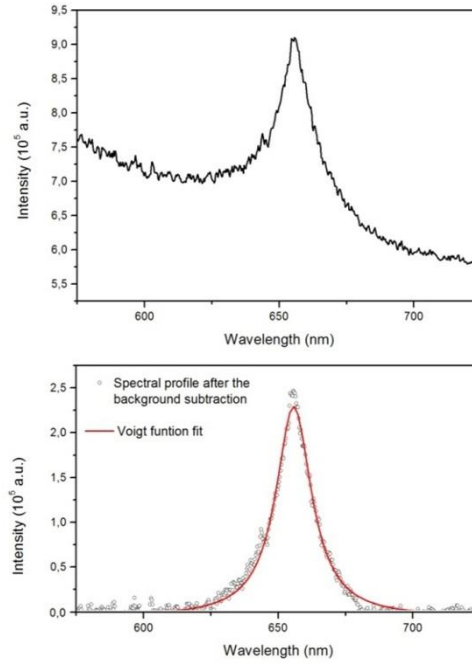 9,5
9,0
8,5
8,0
7,5
7,0
6,5
6,0
5,5
Intensity (10⁵ a.u.)
600 650 700
Wavelength (nm)
2,5
2,0
1,5
1,0
0,5
0,0
Intensity (10⁵ a.u.)
Spectral profile after the
background subtraction
Voigt funtion fit
600 650 700
Wavelength (nm)